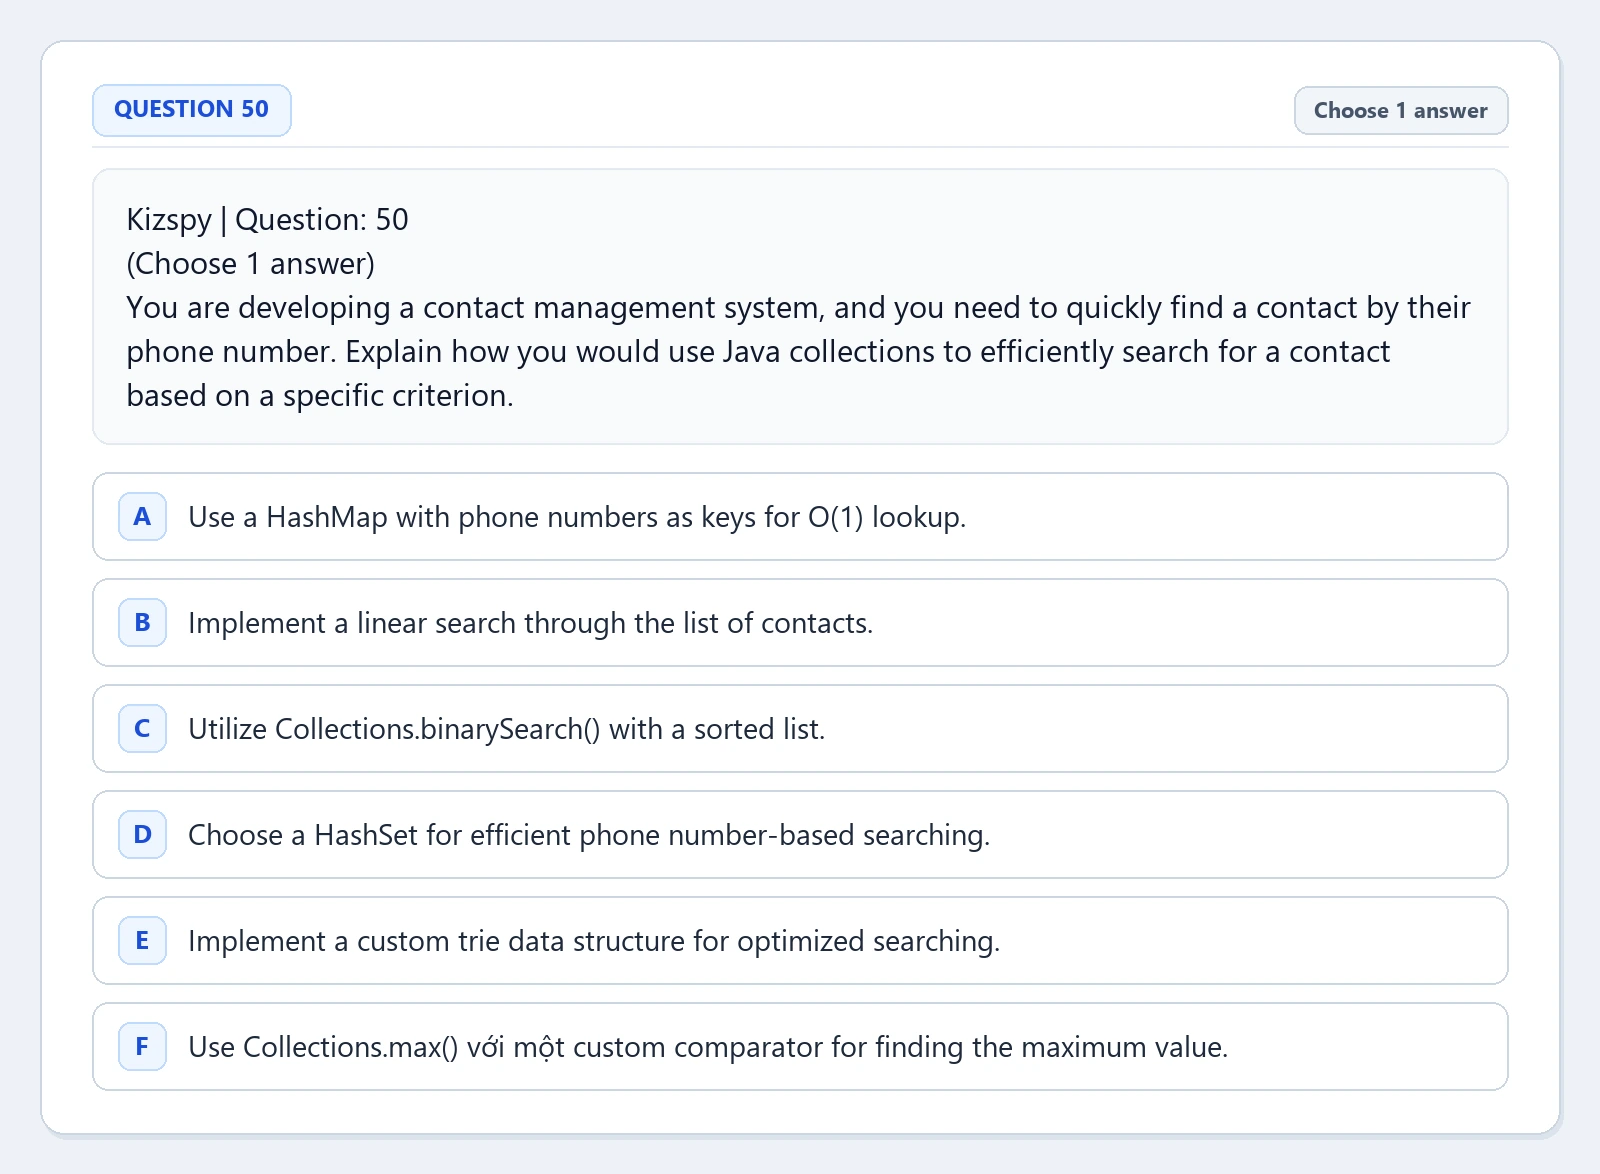 QUESTION 50
Choose 1 answer
Kizspy | Question: 50
(Choose 1 answer)
You are developing a contact management system, and you need to quickly find a contact by their
phone number. Explain how you would use Java collections to efficiently search for a contact
based on a specific criterion.
A Use a HashMap with phone numbers as keys for O(1) lookup.
B Implement a linear search through the list of contacts.
C Utilize Collections.binarySearch() with a sorted list.
D Choose a HashSet for efficient phone number-based searching.
E Implement a custom trie data structure for optimized searching.
F Use Collections.max() với một custom comparator for finding the maximum value.